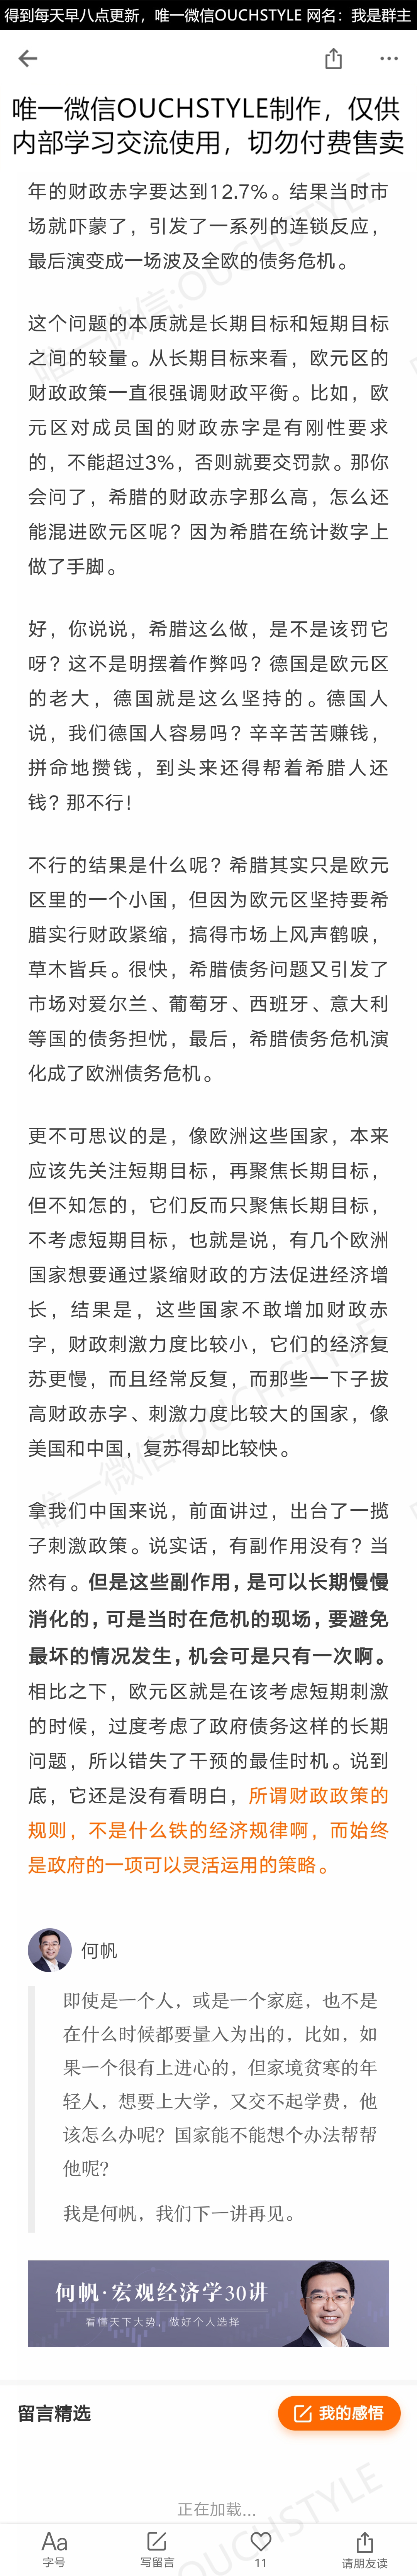 得到每天早八点更新，唯一微信OUCHSTYLE 网名：我是群主
唯一微信OUCHSTYLE制作，仅供
内部学习交流使用，切勿付费售卖
年的财政赤字要达到12.7%。结果当时市
场就吓蒙了，引发了一系列的连锁反应，
最后演变成一场波及全欧的债务危机。
这个问题的本质就是长期目标和短期目标
之间的较量。从长期目标来看，欧元区的
财政政策一直很强调财政平衡。比如，欧
元区对成员国的财政赤字是有刚性要求
的，不能超过3%，否则就要交罚款。那你
会问了，希腊的财政赤字那么高，怎么还
能混进欧元区呢？因为希腊在统计数字上
做了手脚。
好，你说说，希腊这么做，是不是该罚它
呀？这不是明摆着作弊吗？德国是欧元区
的老大，德国就是这么坚持的。德国人
说，我们德国人容易吗？辛辛苦苦赚钱，
拼命地攒钱，到头来还得帮着希腊人还
钱？那不行！
不行的结果是什么呢？希腊其实只是欧元
区里的一个小国，但因为欧元区坚持要希
腊实行财政紧缩，搞得市场上风声鹤唳，
草木皆兵。很快，希腊债务问题又引发了
市场对爱尔兰、葡萄牙、西班牙、意大利
等国的债务担忧，最后，希腊债务危机演
化成了欧洲债务危机。
更不可思议的是，像欧洲这些国家，本来
应该先关注短期目标，再聚焦长期目标，
但不知怎的，它们反而只聚焦长期目标，
不考虑短期目标，也就是说，有几个欧洲
国家想要通过紧缩财政的方法促进经济增
长，结果是，这些国家不敢增加财政赤
字，财政刺激力度比较小，它们的经济复
苏更慢，而且经常反复，而那些一下子拔
高财政赤字、刺激力度比较大的国家，像
美国和中国，复苏得却比较快。
拿我们中国来说，前面讲过，出台了一揽
子刺激政策。说实话，有副作用没有？当
然有。但是这些副作用，是可以长期慢慢
消化的，可是当时在危机的现场，要避免
最坏的情况发生，机会可是只有一次啊。
相比之下，欧元区就是在该考虑短期刺激
的时候，过度考虑了政府债务这样的长期
问题，所以错失了干预的最佳时机。说到
底，它还是没有看明白，所谓财政政策的
规则，不是什么铁的经济规律啊，而始终
是政府的一项可以灵活运用的策略。
何帆
即使是一个人，或是一个家庭，也不是
在什么时候都要量入为出的，比如，如
果一个很有上进心的，但家境贫寒的年
轻人，想要上大学，又交不起学费，他
该怎么办呢？国家能不能想个办法帮帮
他呢？
我是何帆，我们下一讲再见。
何帆·宏观经济学30讲
看懂天下大势，做好个人选择
留言精选
我的感悟
正在加载...
Aa
字号
写留言
11
请朋友读
唯一微信:OUCHSTYLE
唯一微信:OUCHSTYLE
OUCHSTYLE